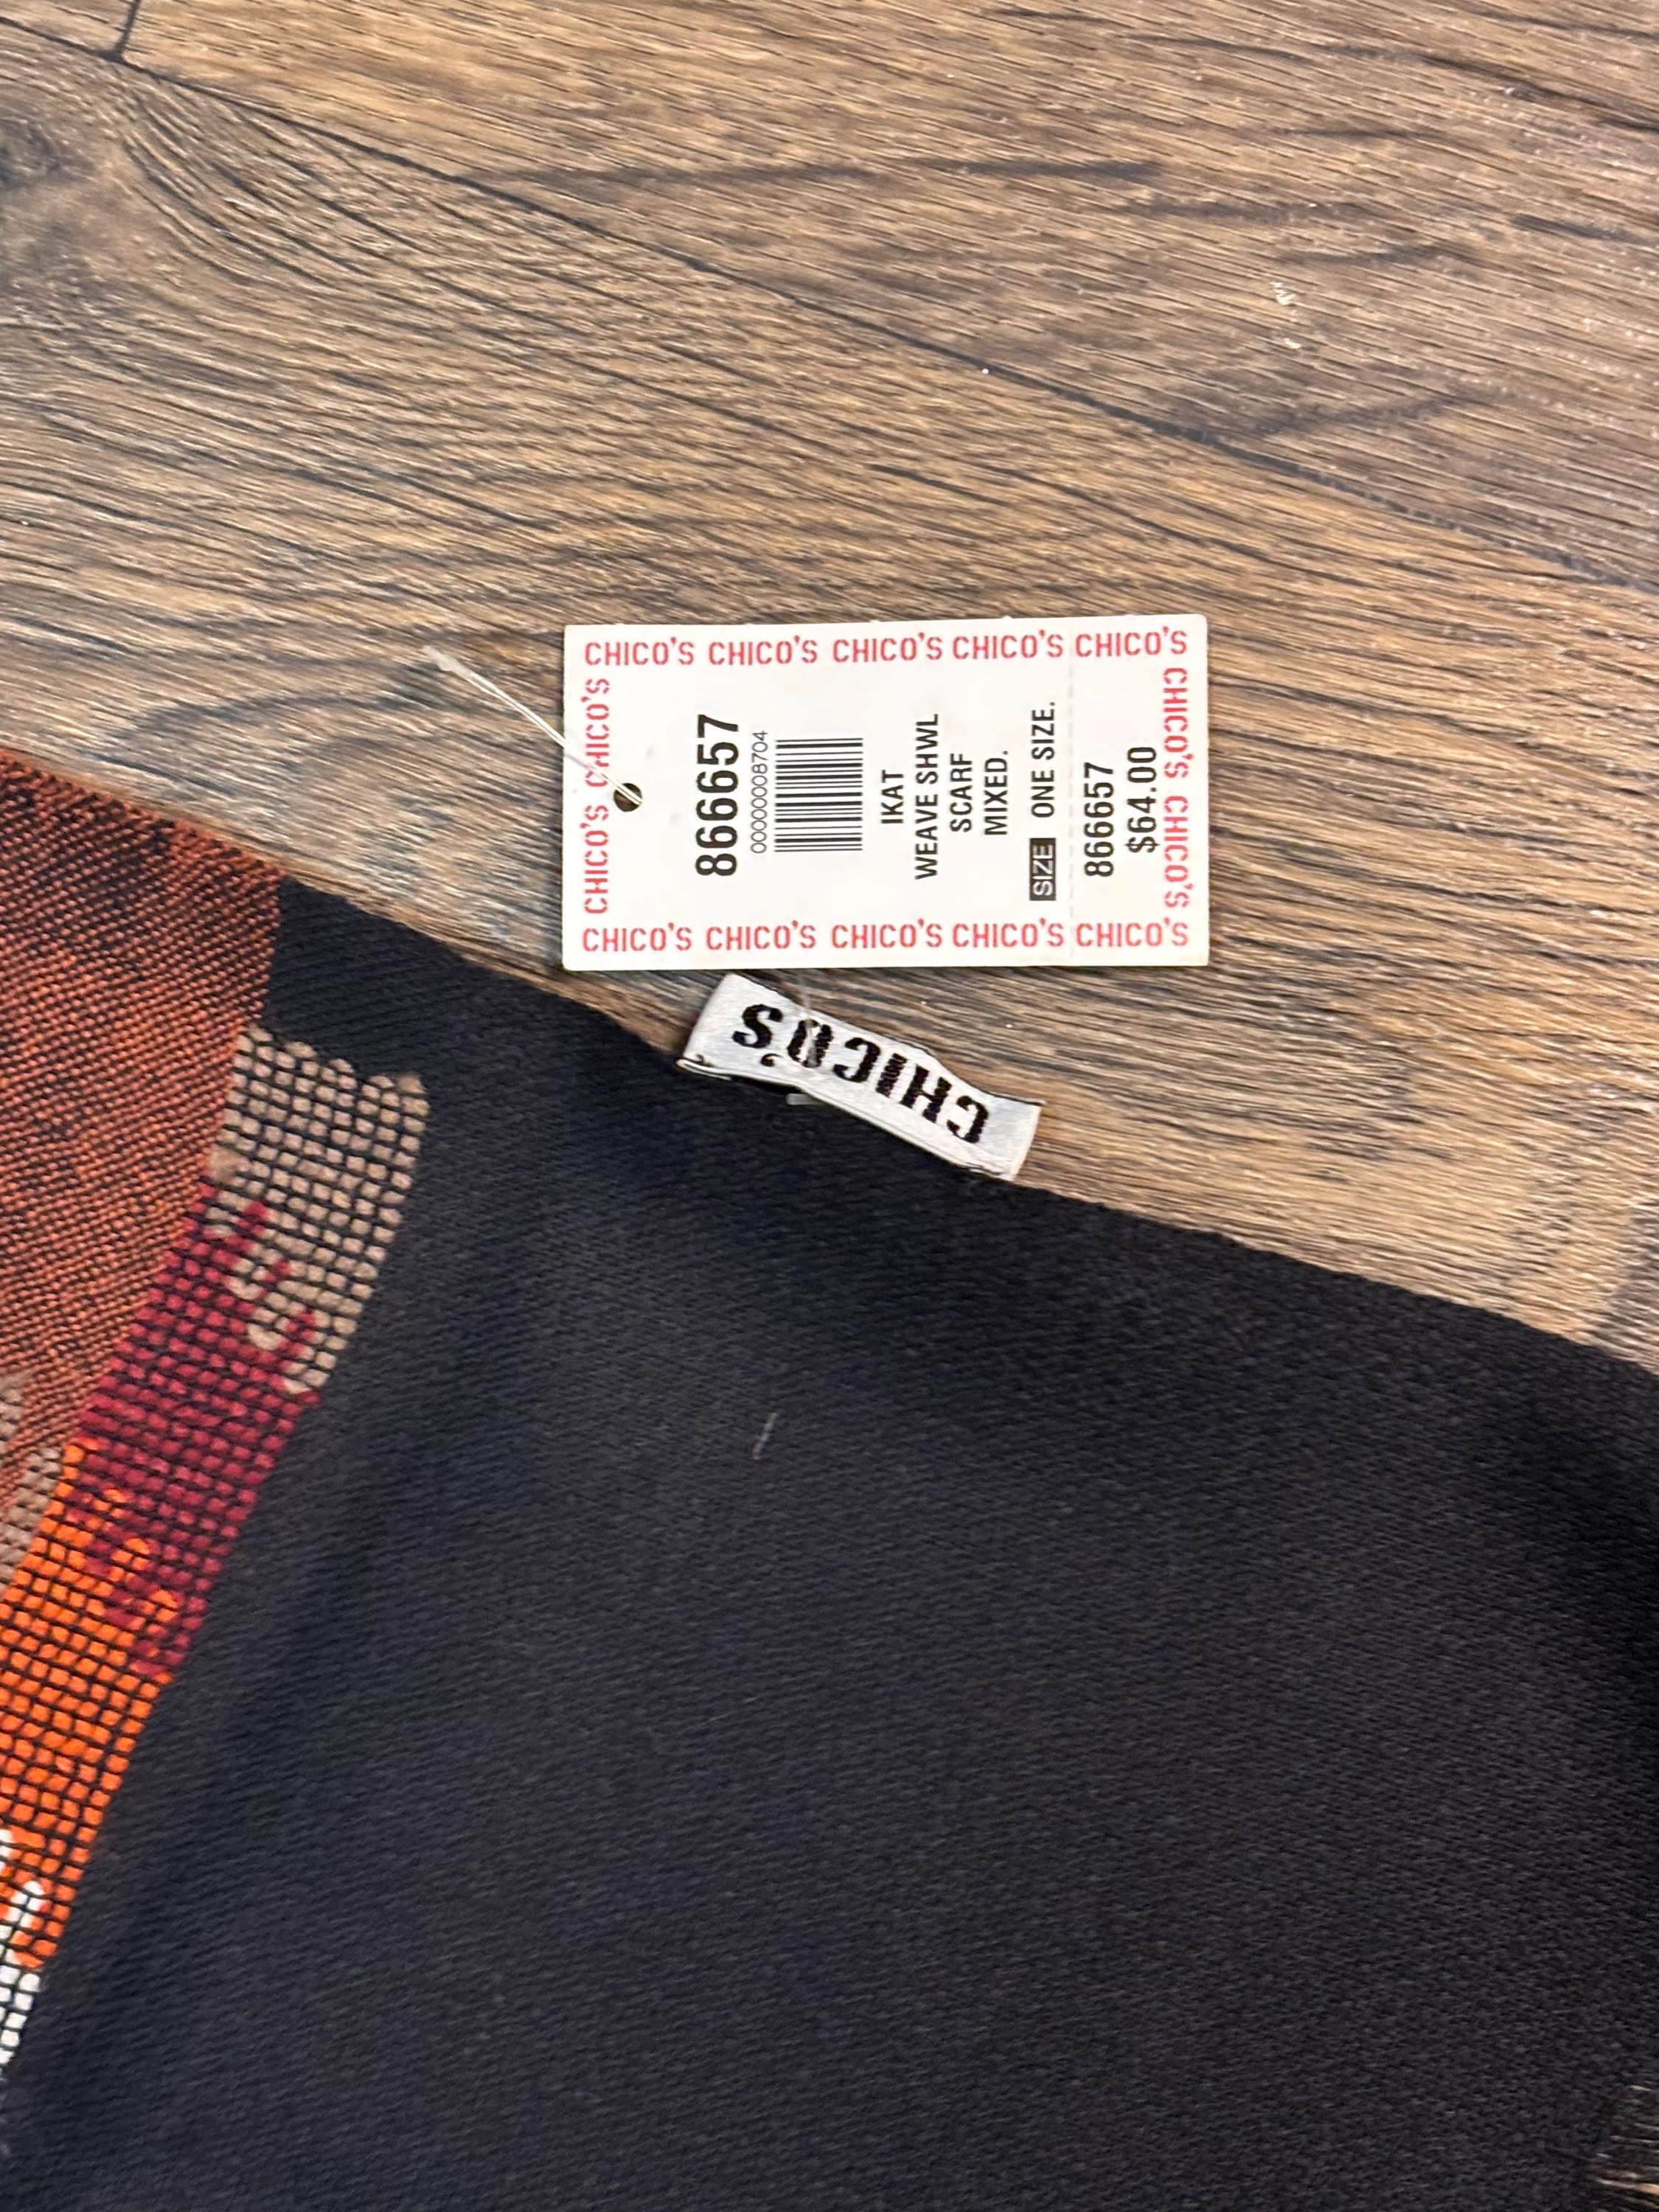 CHICO'S CHICO'S CHICO'S CHICO'S CHICO'S
CHICO'S CHICO'S
CHICO'S CHICO'S
866657
0000000008704
IKAT
WEAVE SHWL
SCARF
MIXED.
SIZE ONE SIZE.
866657
$64.00
CHICO'S CHICO'S CHICO'S CHICO'S CHICO'S
CHICO'S